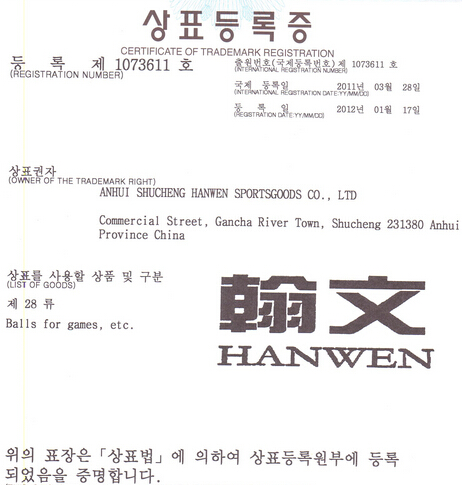 상표등록증
CERTIFICATE OF TRADEMARK REGISTRATION
등 록 제 1073611 호
(REGISTRATION NUMBER)
출원번호(국제등록번호) 제 1073611 호
(INTERNATIONAL REGISTRATION NUMBER)
국제 등록일 2011년 03월 28일
(INTERNATIONAL REGISTRATION DATE:YY/MM/DD)
등 록 일 2012년 01월 17일
(REGISTRATION DATE:YY/MM/DD)
상표권자
(OWNER OF THE TRADEMARK RIGHT)
ANHUI SHUCHENG HANWEN SPORTSGOODS CO., LTD
Commercial Street, Gancha River Town, Shucheng 231380 Anhui
Province China
상표를 사용할 상품 및 구분
(LIST OF GOODS)
제 28 류
Balls for games, etc.
翰文
HANWEN
위의 표장은「상표법」에 의하여 상표등록원부에 등록
되었음을 증명합니다.